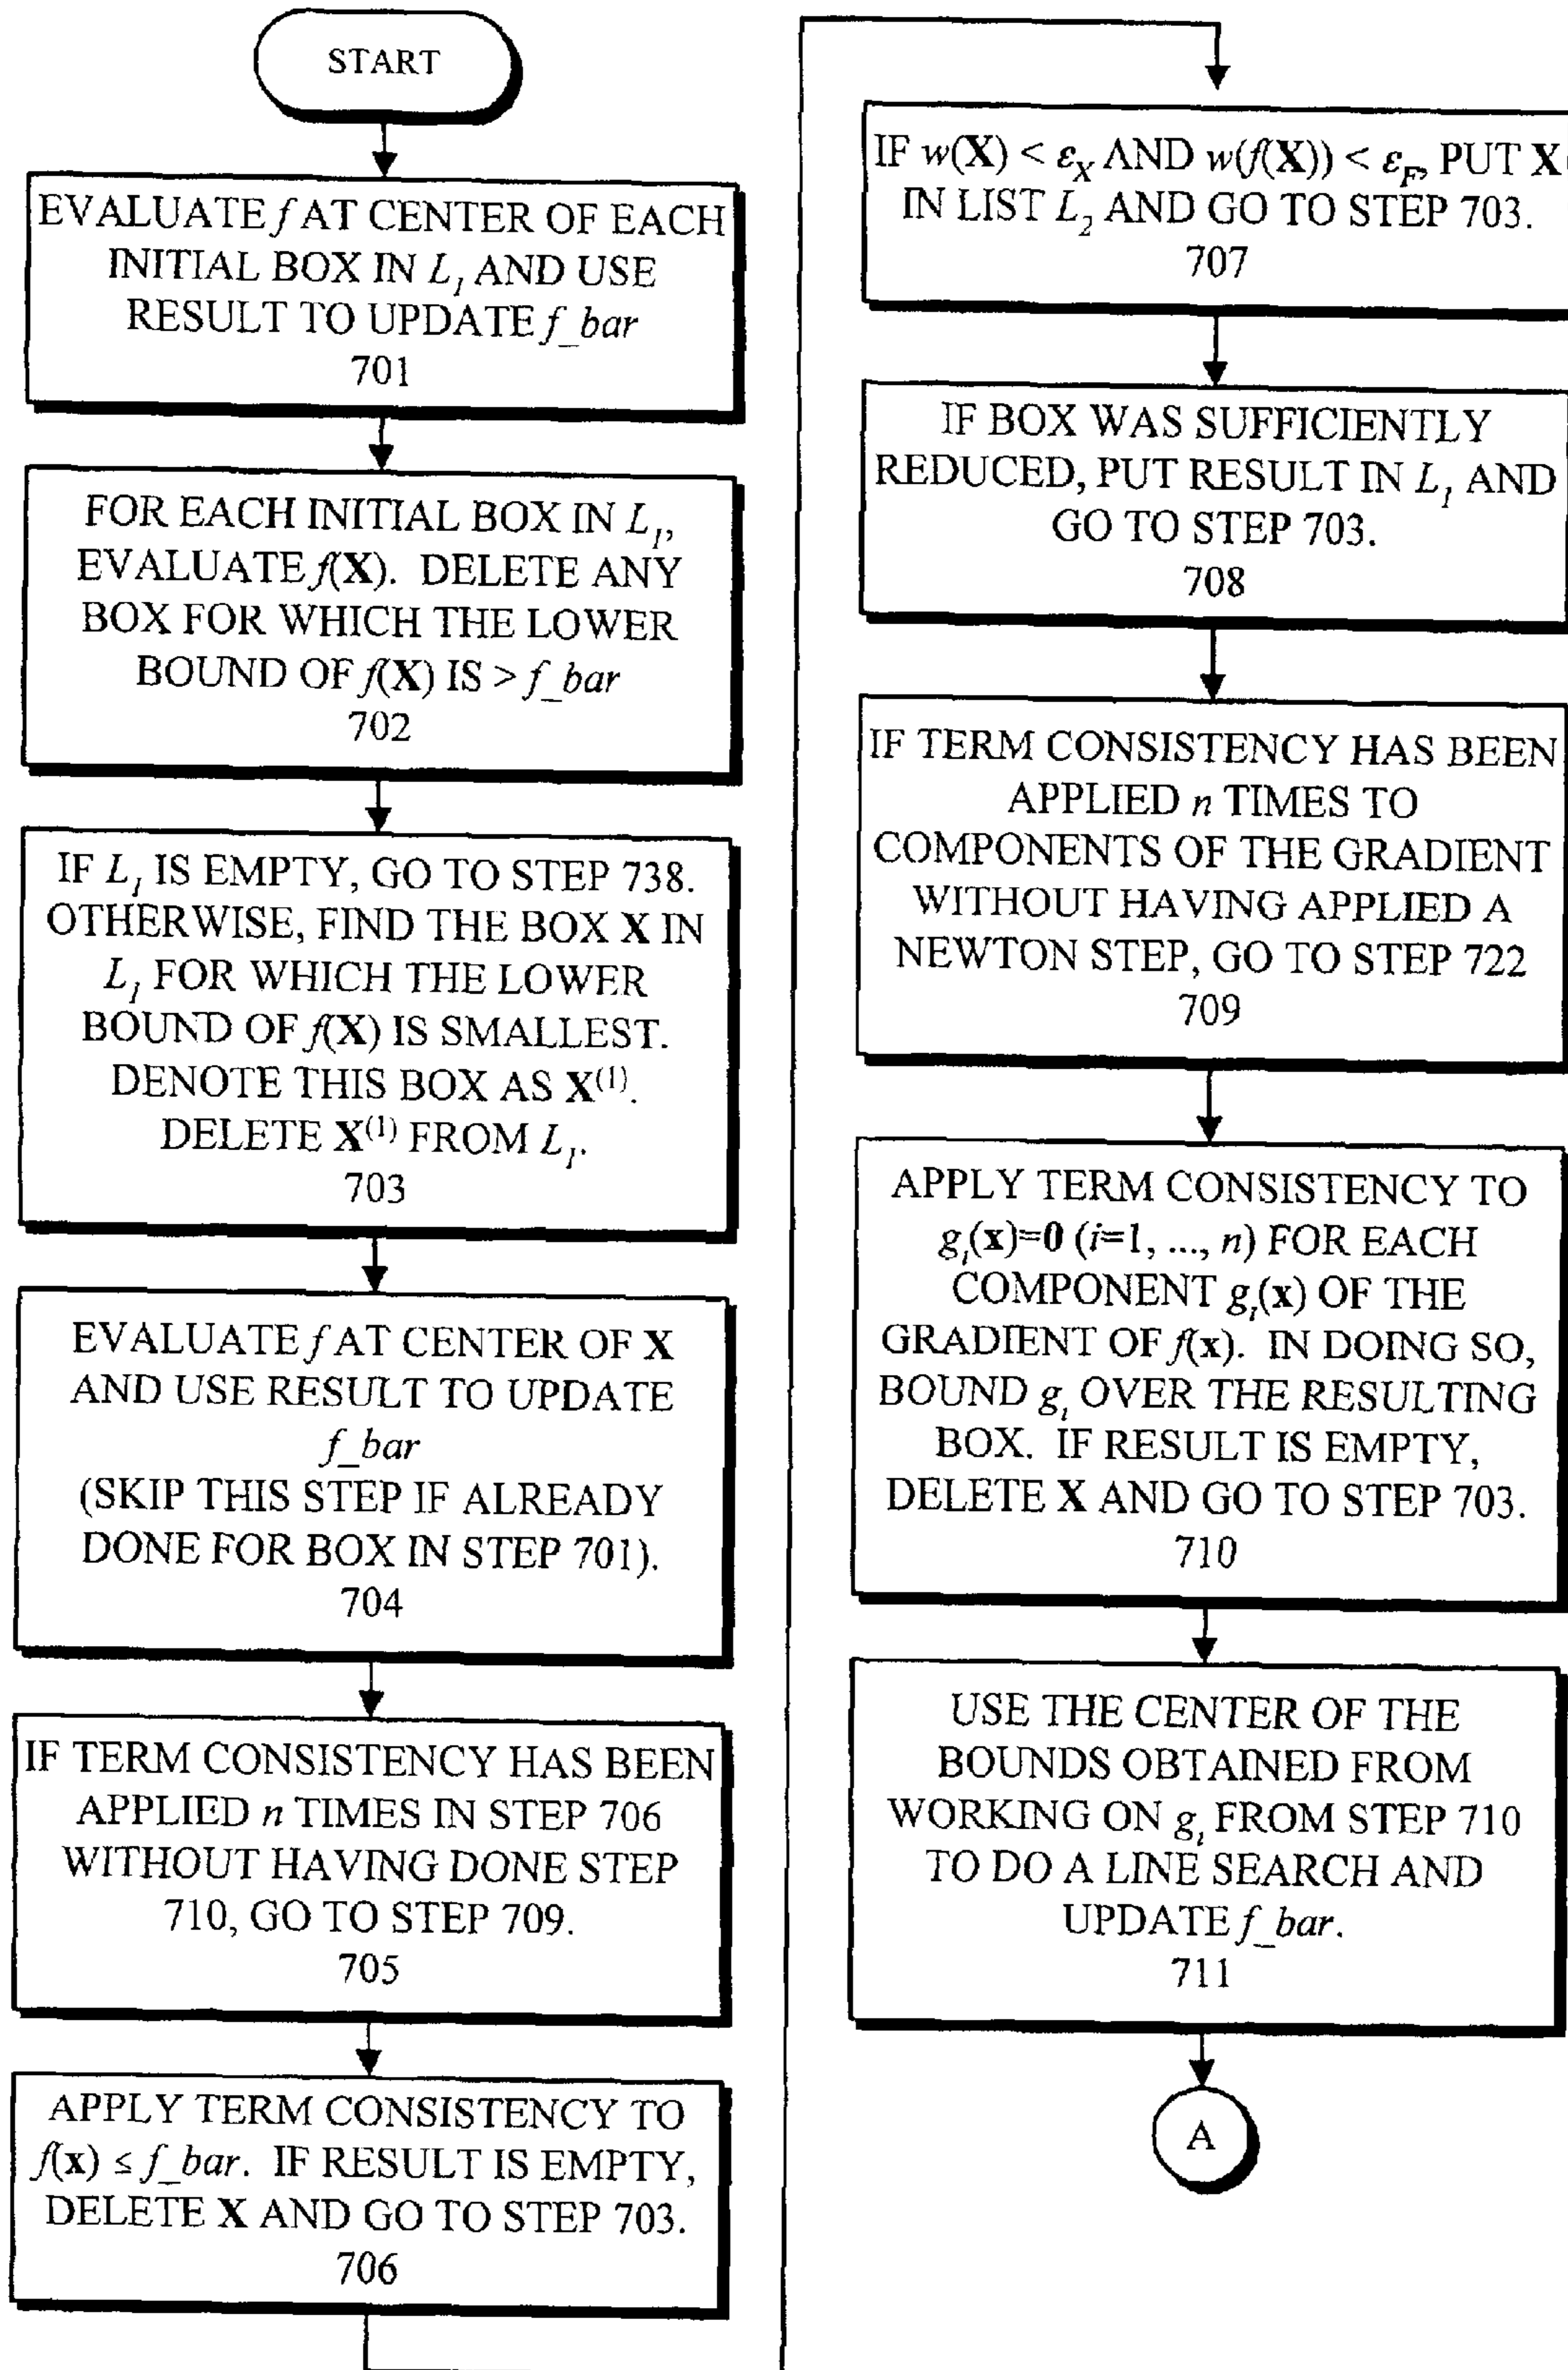 START
EVALUATE f AT CENTER OF EACH
INITIAL BOX IN L₁ AND USE
RESULT TO UPDATE f_bar
701
FOR EACH INITIAL BOX IN L₁,
EVALUATE f(X). DELETE ANY
BOX FOR WHICH THE LOWER
BOUND OF f(X) IS > f_bar
702
IF L₁ IS EMPTY, GO TO STEP 738.
OTHERWISE, FIND THE BOX X IN
L₁ FOR WHICH THE LOWER
BOUND OF f(X) IS SMALLEST.
DENOTE THIS BOX AS X⁽¹⁾.
DELETE X⁽¹⁾ FROM L₁.
703
EVALUATE f AT CENTER OF X
AND USE RESULT TO UPDATE
f_bar
(SKIP THIS STEP IF ALREADY
DONE FOR BOX IN STEP 701).
704
IF TERM CONSISTENCY HAS BEEN
APPLIED n TIMES IN STEP 706
WITHOUT HAVING DONE STEP
710, GO TO STEP 709.
705
APPLY TERM CONSISTENCY TO
f(x) ≤ f_bar. IF RESULT IS EMPTY,
DELETE X AND GO TO STEP 703.
706
IF w(X) < ε_X AND w(f(X)) < ε_F, PUT X
IN LIST L₂ AND GO TO STEP 703.
707
IF BOX WAS SUFFICIENTLY
REDUCED, PUT RESULT IN L₁ AND
GO TO STEP 703.
708
IF TERM CONSISTENCY HAS BEEN
APPLIED n TIMES TO
COMPONENTS OF THE GRADIENT
WITHOUT HAVING APPLIED A
NEWTON STEP, GO TO STEP 722
709
APPLY TERM CONSISTENCY TO
gᵢ(x)=0 (i=1, ..., n) FOR EACH
COMPONENT gᵢ(x) OF THE
GRADIENT OF f(x). IN DOING SO,
BOUND gᵢ OVER THE RESULTING
BOX. IF RESULT IS EMPTY,
DELETE X AND GO TO STEP 703.
710
USE THE CENTER OF THE
BOUNDS OBTAINED FROM
WORKING ON gᵢ FROM STEP 710
TO DO A LINE SEARCH AND
UPDATE f_bar.
711
A